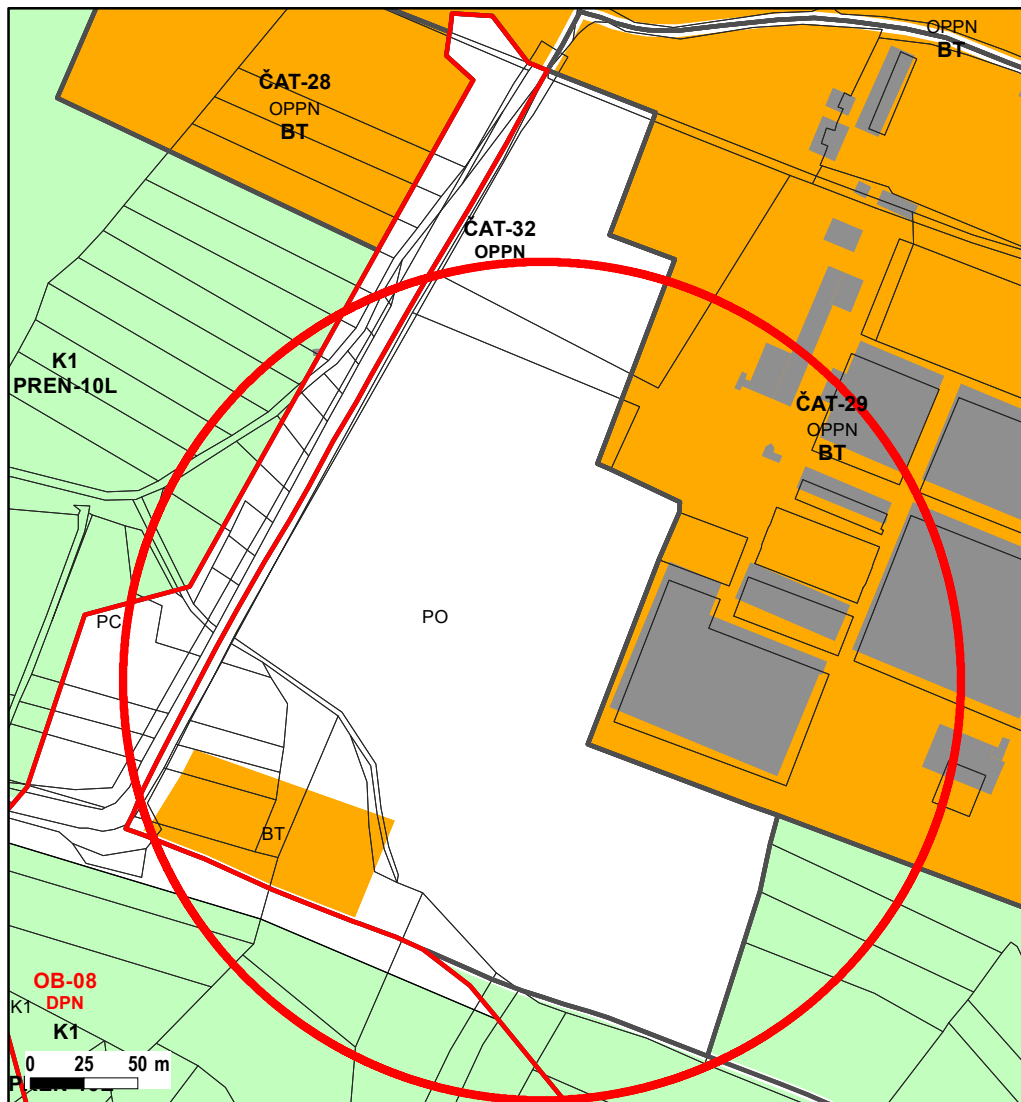 OPPN
BT
ČAT-28
OPPN
BT
ČAT-32
OPPN
K1
PREN-10L
ČAT-29
OPPN
BT
PC
PO
BT
OB-08
DPN
K1
K1
0 25 50 m